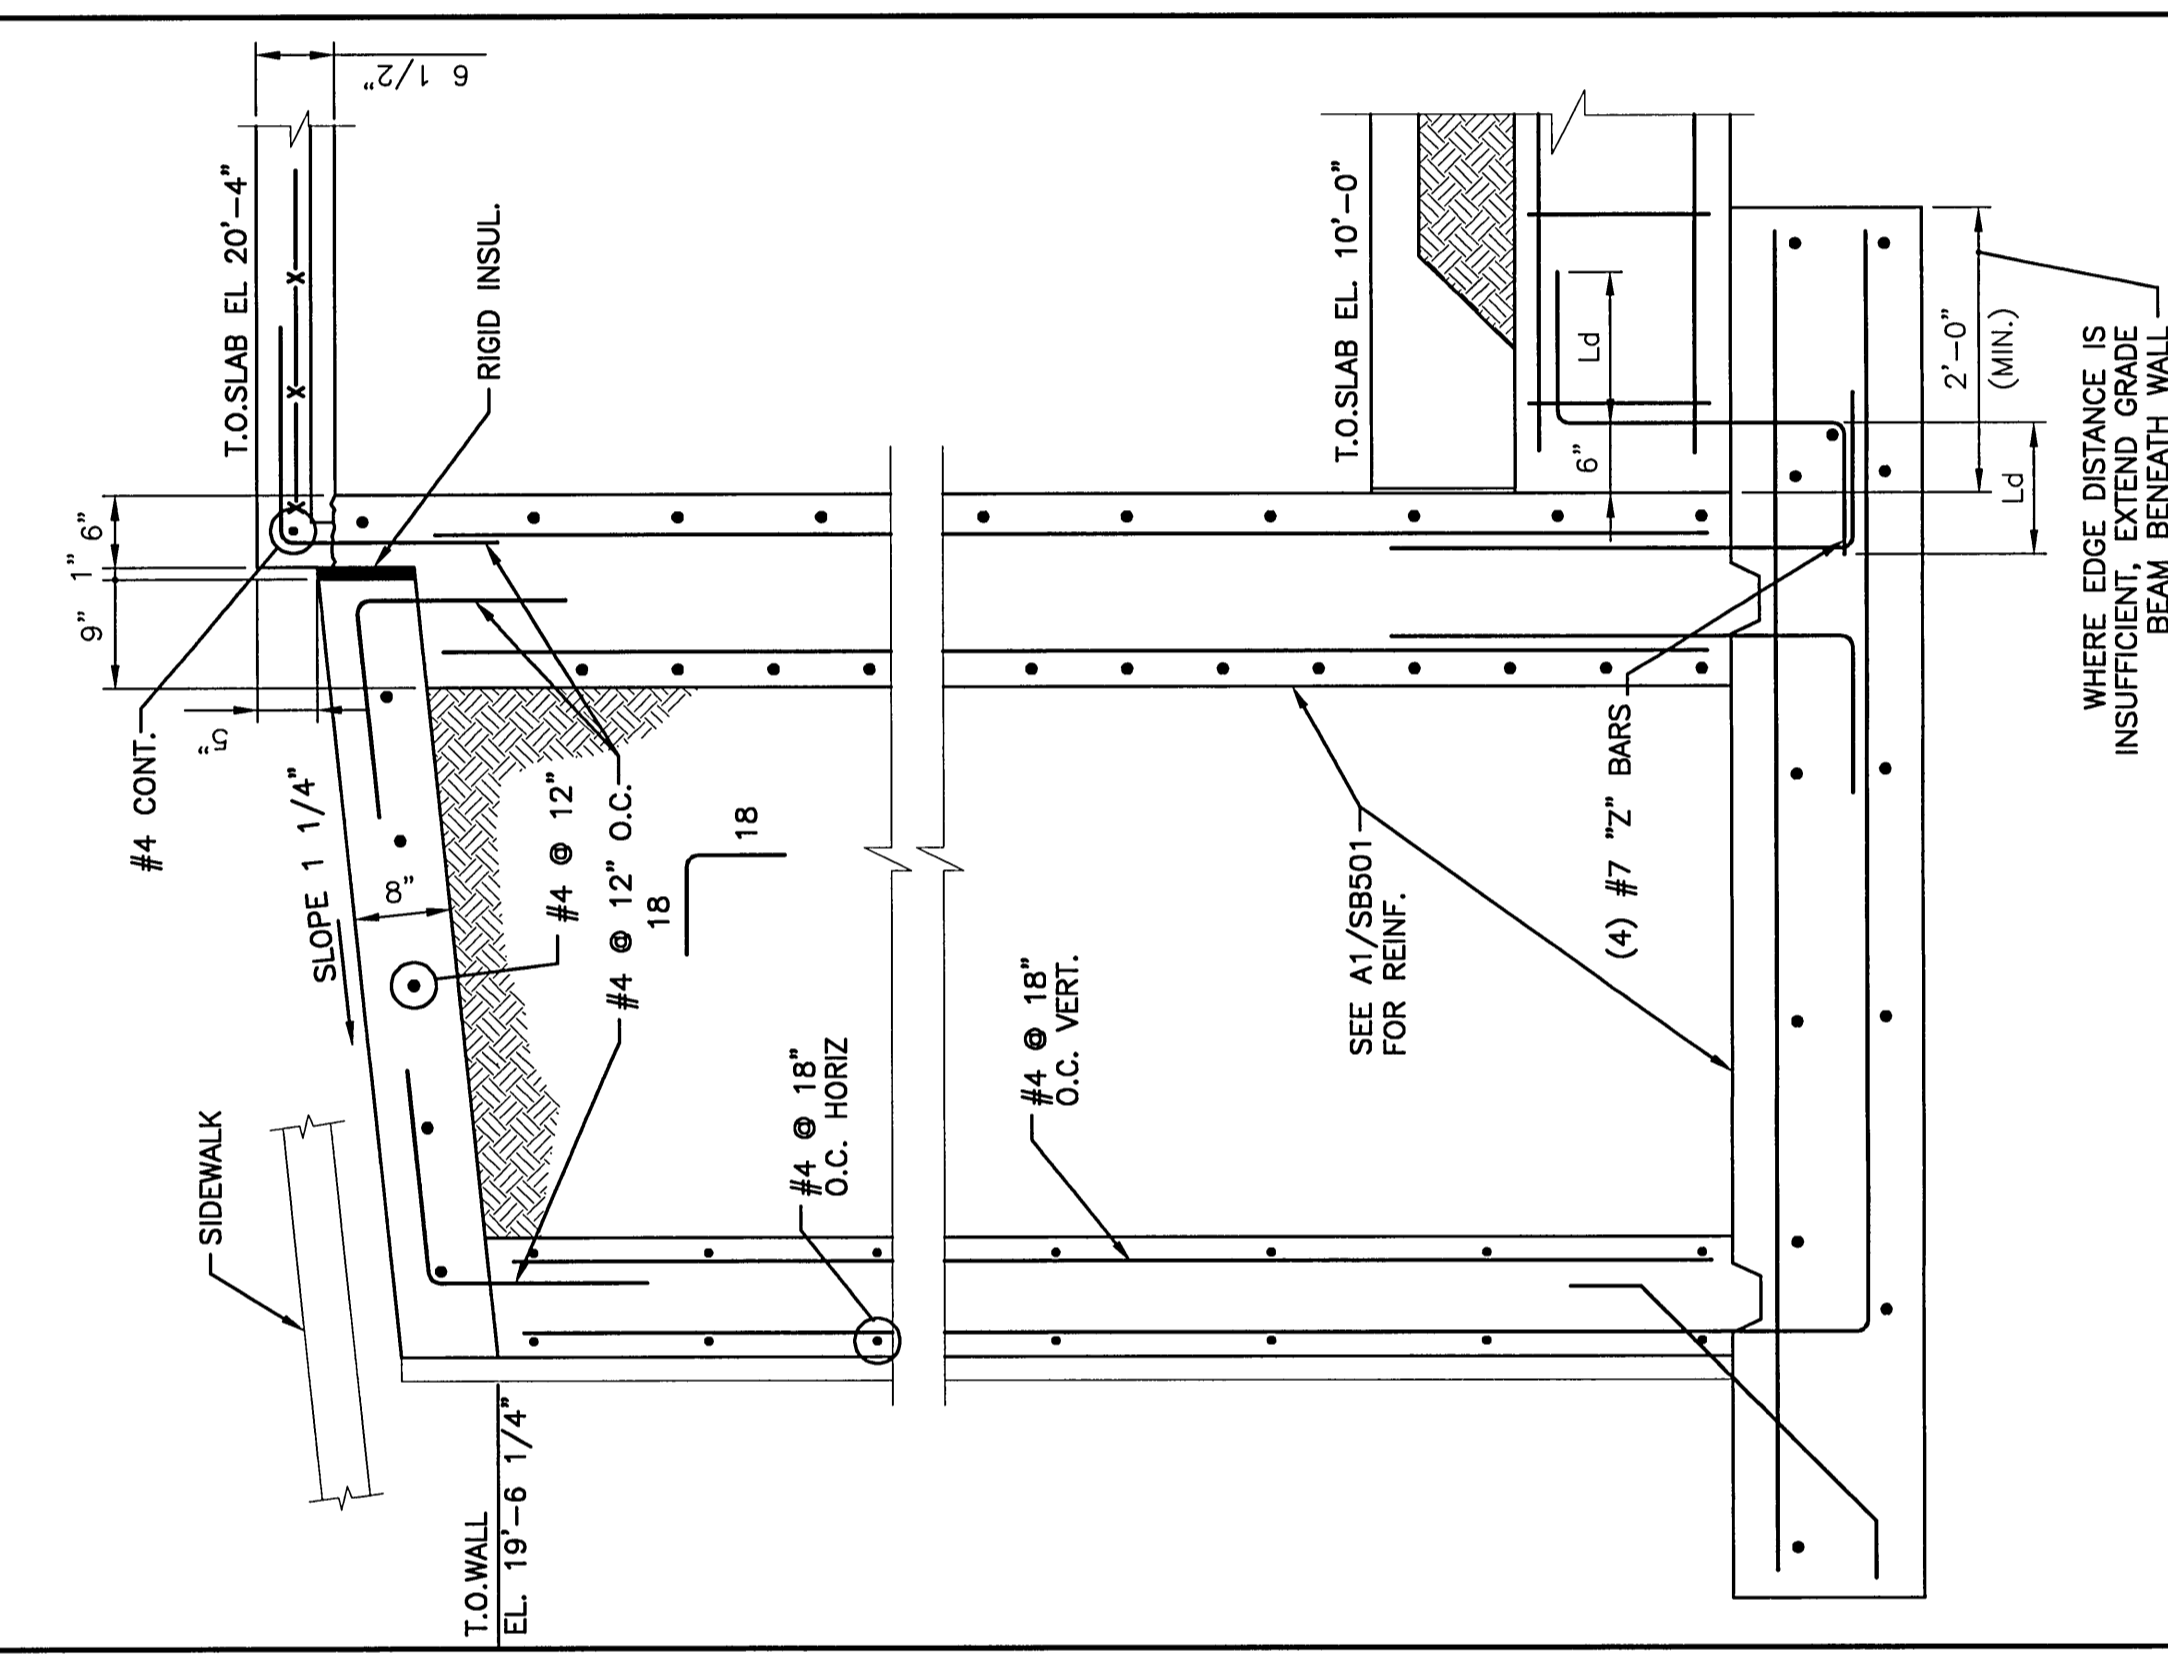 6 1/2"
T.O.SLAB EL 20'-4"
RIGID INSUL.
6"
1"
9"
#4 CONT.
5"
SLOPE 1 1/4"
8"
#4 @ 12"
#4 @ 12" O.C.
18
18
SIDEWALK
#4 @ 18"
O.C. HORIZ
#4 @ 18"
O.C. VERT.
T.O.WALL
EL. 19'-6 1/4"
T.O.SLAB EL. 10'-0"
Ld
6"
SEE A1/SB501
FOR REINF.
(4) #7 "Z" BARS
2'-0"
(MIN.)
Ld
WHERE EDGE DISTANCE IS
INSUFFICIENT, EXTEND GRADE
BEAM BENEATH WALL
x
x
x